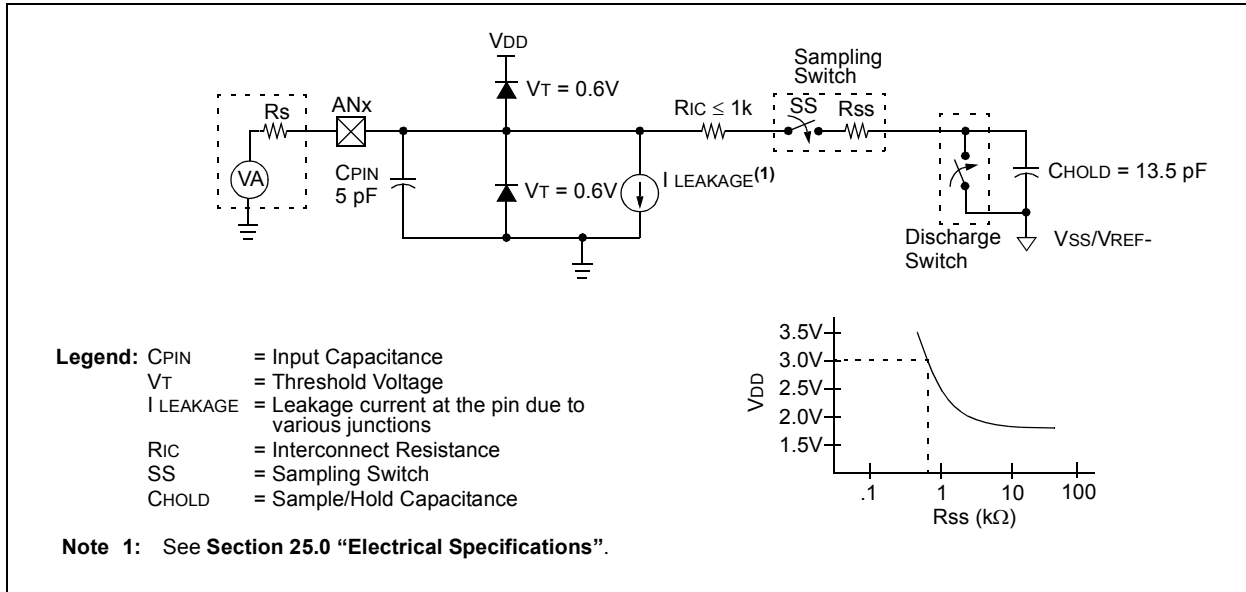 VDD
Sampling
Switch
VT = 0.6V
Rs
ANx
RIC ≤ 1k
SS
Rss
VA
CPIN
5 pF
VT = 0.6V
I LEAKAGE(1)
CHOLD = 13.5 pF
Discharge
Switch
VSS/VREF-
Legend: CPIN = Input Capacitance
VT = Threshold Voltage
I LEAKAGE = Leakage current at the pin due to
various junctions
RIC = Interconnect Resistance
SS = Sampling Switch
CHOLD = Sample/Hold Capacitance
3.5V
3.0V
2.5V
2.0V
1.5V
VDD
.1 1 10 100
Rss (kΩ)
Note 1: See Section 25.0 “Electrical Specifications”.